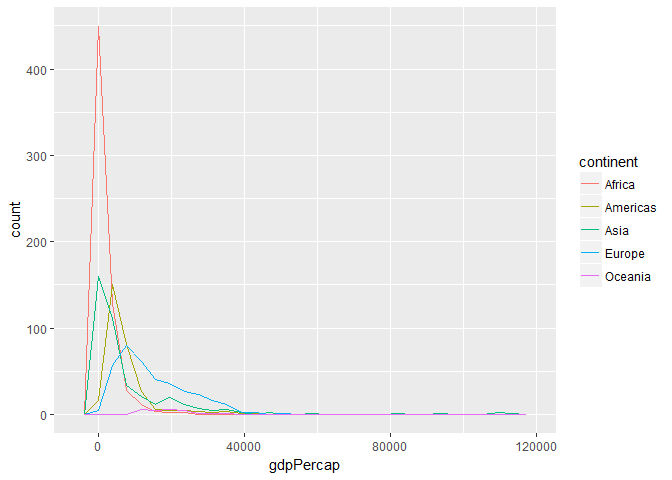 400
300
200
100
0
count
0
40000
80000
120000
gdpPercap
continent
Africa
Americas
Asia
Europe
Oceania